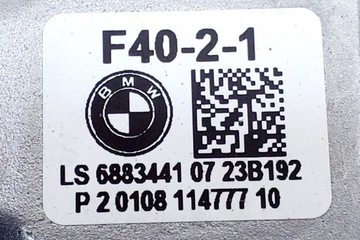 F40-2-1
BMW
LS 6883441 07 23B192
P 2 0108 114777 10